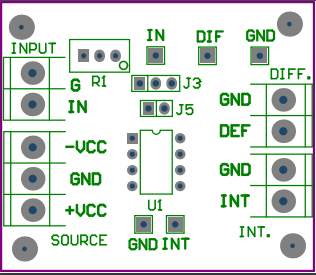 IN DIF GND
INPUT
DIFF.
G R1 J3
GND
IN J5
DEF
-VCC
GND
GND
INT
+VCC U1
SOURCE INT.
GND INT